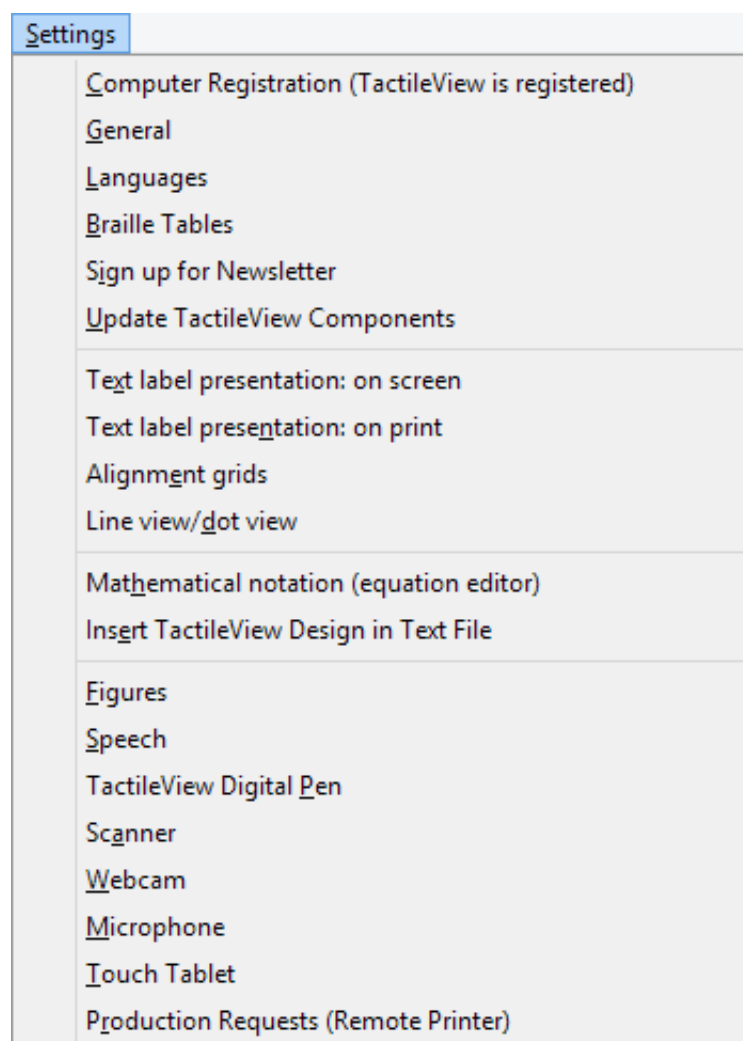 Settings
Computer Registration (TactileView is registered)
General
Languages
Braille Tables
Sign up for Newsletter
Update TactileView Components
Text label presentation: on screen
Text label presentation: on print
Alignment grids
Line view/dot view
Mathematical notation (equation editor)
Insert TactileView Design in Text File
Figures
Speech
TactileView Digital Pen
Scanner
Webcam
Microphone
Touch Tablet
Production Requests (Remote Printer)